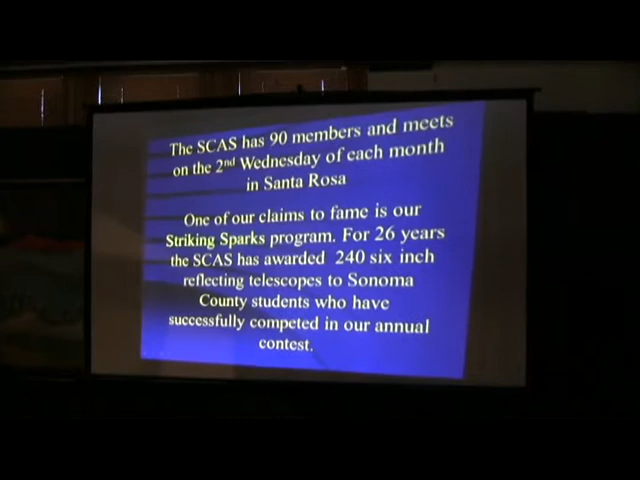 The SCAS has 90 members and meets
on the 2nd Wednesday of each month
in Santa Rosa
One of our claims to fame is our
Striking Sparks program. For 26 years
the SCAS has awarded 240 six inch
reflecting telescopes to Sonoma
County students who have
successfully competed in our annual
contest.